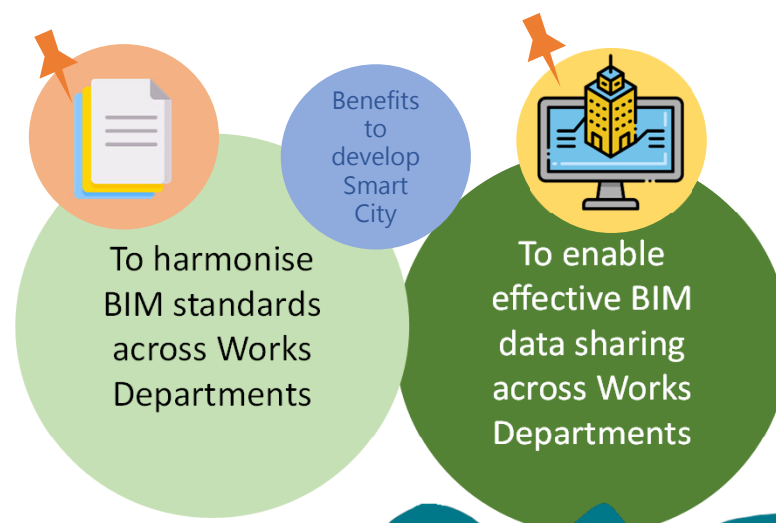 Benefits
to
develop
Smart
City
To harmonise
BIM standards
across Works
Departments
To enable
effective BIM
data sharing
across Works
Departments